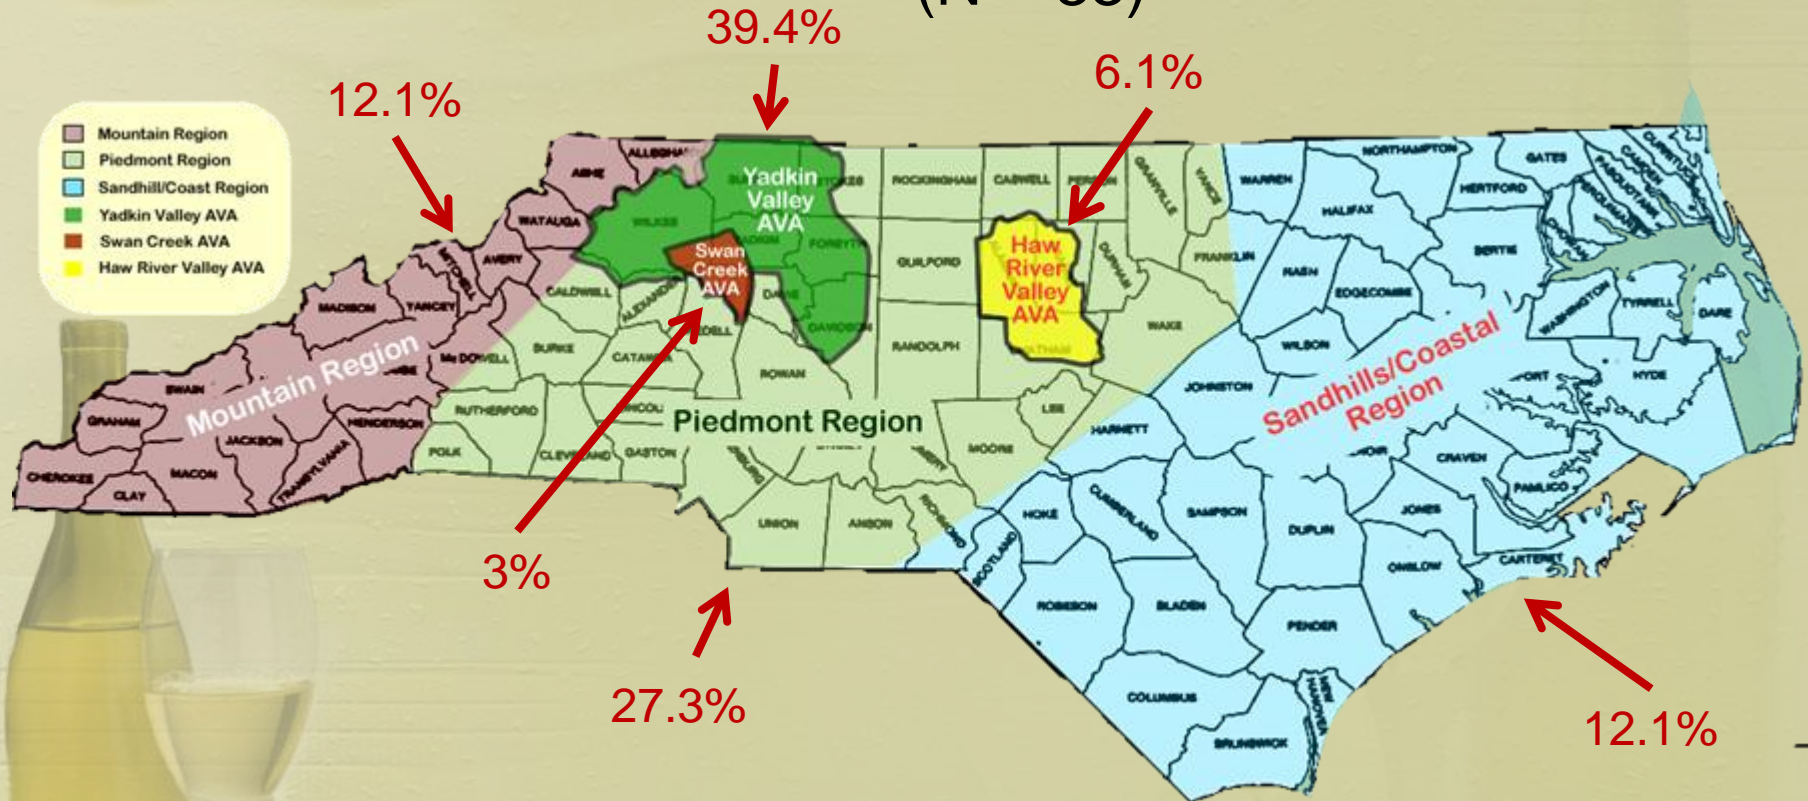 39.4%
6.1%
12.1%
Mountain Region
Piedmont Region
Sandhill/Coast Region
Yadkin Valley AVA
Swan Creek AVA
Haw River Valley AVA
ASHE
WATAUGA
WILKES
Yadkin
Valley
AVA
Swan
Creek
AVA
FORSYTH
DAVIDSON
ROCKINGHAM
CASWELL
PERSON
GRANVILLE
VANCE
GUILFORD
Haw
River
Valley
AVA
DURHAM
FRANKLIN
RANDOLPH
WAKE
WARREN
NORTHAMPTON
GATES
CAMDEN
HERTFORD
HALIFAX
BERTIE
NASH
EDGECOMBE
WASHINGTON
TYRRELL
DARE
WILSON
HYDE
JOHNSTON
Sandhills/Coastal
Region
AVERY
MITCHELL
MADISON
YANCEY
CALDWELL
ALEXANDER
McDOWELL
BURKE
ROWAN
Mountain Region
SWAIN
GRAHAM
HENDERSON
JACKSON
CHEROKEE
MACON
CLAY
TRANSYLVANIA
RUTHERFORD
POLK
CLEVELAND
GASTON
Piedmont Region
LEE
MOORE
UNION
ANSON
RICHMOND
HARNETT
CRAVEN
PAMLICO
JONES
HOKE
CUMBERLAND
SAMPSON
DUPLIN
SCOTLAND
ONSLOW
CARTERET
ROBESON
BLADEN
PENDER
COLUMBUS
NEW
HANOVER
BRUNSWICK
3%
27.3%
12.1%